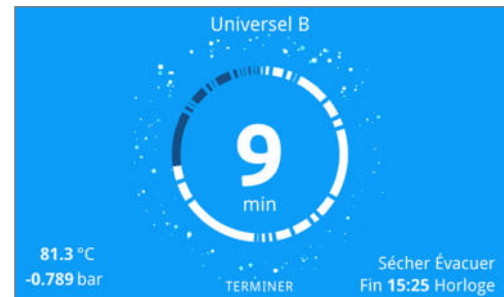 Universel B
9
min
81.3 °C
-0.789 bar
TERMINER
Sécher Évacuer
Fin 15:25 Horloge